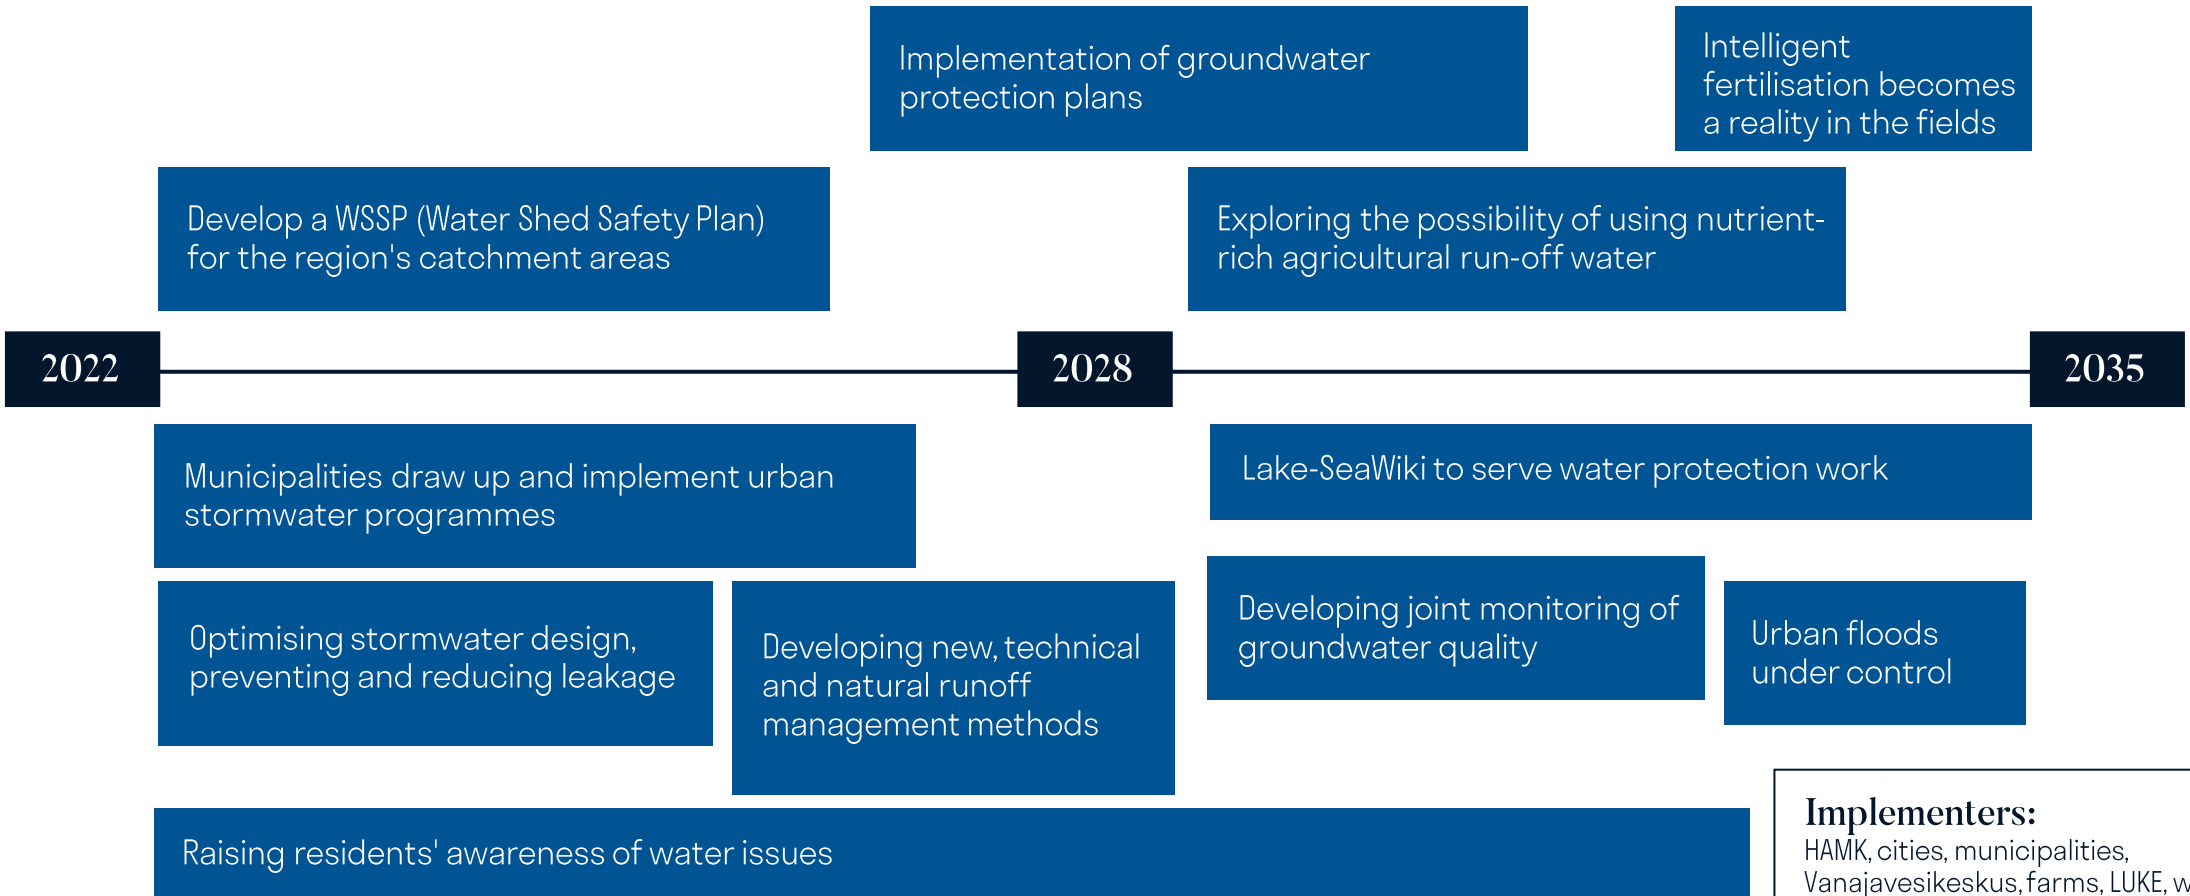 Implementation of groundwater
protection plans
Intelligent
fertilisation becomes
a reality in the fields
Develop a WSSP (Water Shed Safety Plan)
for the region's catchment areas
Exploring the possibility of using nutrient-
rich agricultural run-off water
2022
2028
2035
Municipalities draw up and implement urban
stormwater programmes
Lake-SeaWiki to serve water protection work
Optimising stormwater design,
preventing and reducing leakage
Developing new, technical
and natural runoff
management methods
Developing joint monitoring of
groundwater quality
Urban floods
under control
Raising residents' awareness of water issues
Implementers:
HAMK, cities, municipalities,
Vanajavesikeskus, farms, LUKE,